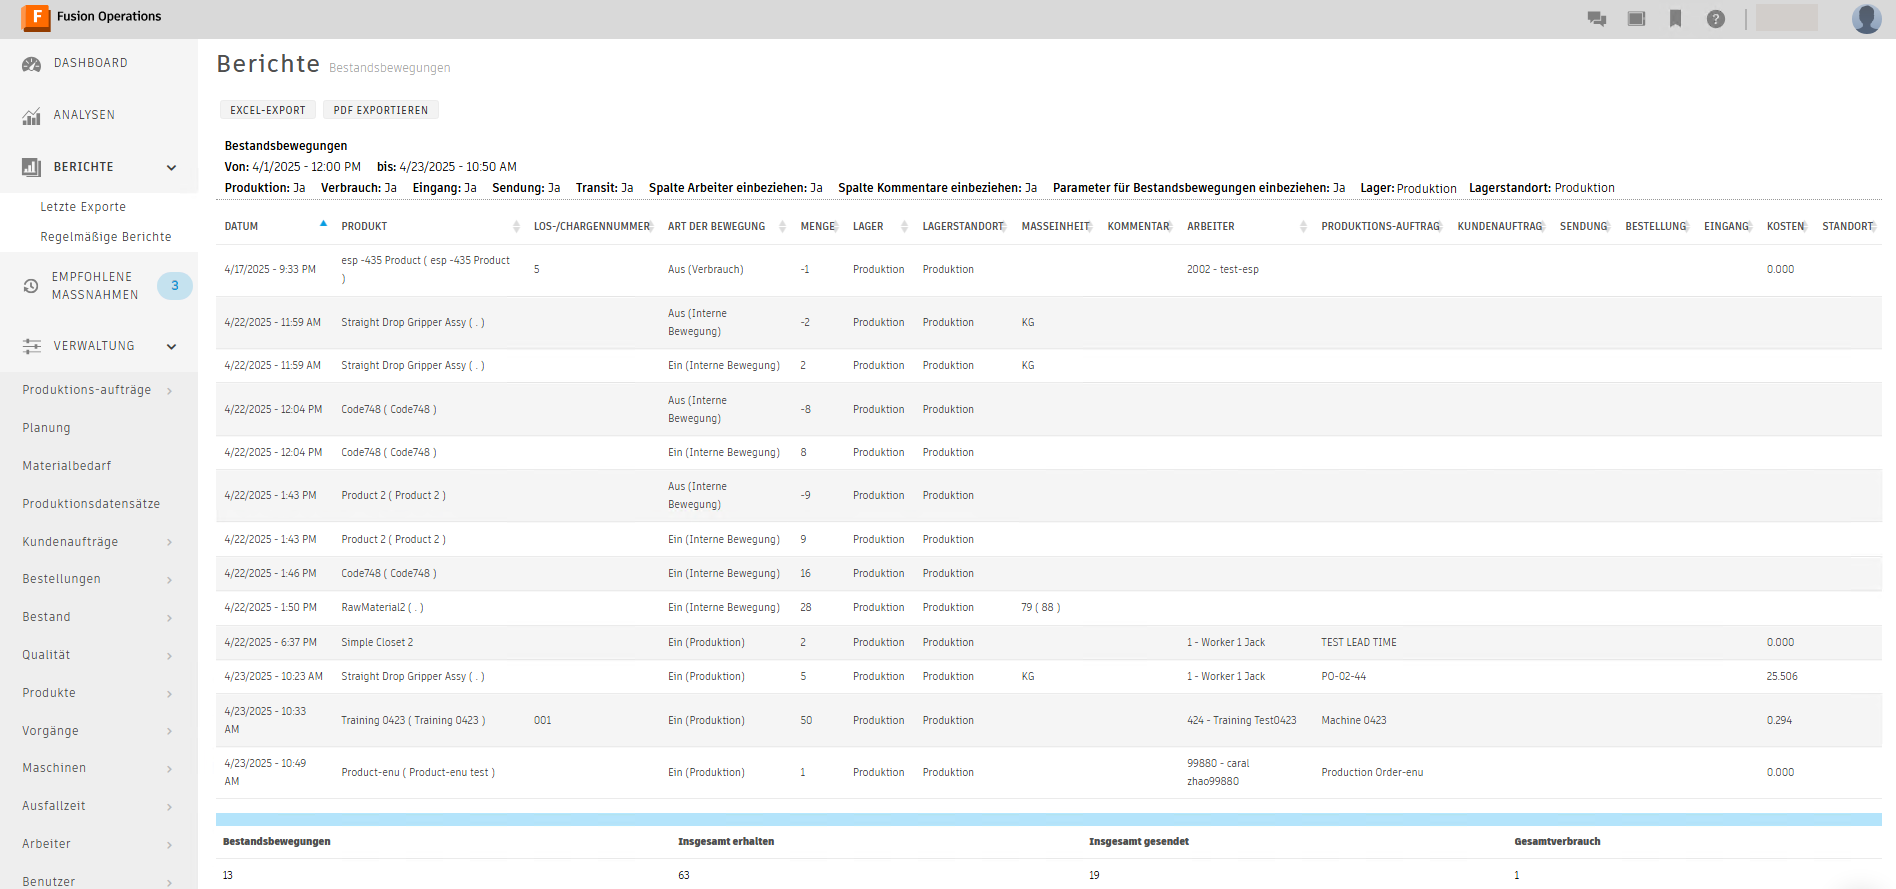 Fusion Operations
DASHBOARD
ANALYSEN
BERICHTE
Letzte Exporte
Regelmäßige Berichte
EMPFOHLENE
MASSNAHMEN
3
VERWALTUNG
Produktions-aufträge
Planung
Materialbedarf
Produktionsdatensätze
Kundenaufträge
Bestellungen
Bestand
Qualität
Produkte
Vorgänge
Maschinen
Ausfallzeit
Arbeiter
Benutzer
Berichte Bestandsbewegungen
EXCEL-EXPORT PDF EXPORTIEREN
Bestandsbewegungen
Von: 4/1/2025 - 12:00 PM bis: 4/23/2025 - 10:50 AM
Produktion: Ja Verbrauch: Ja Eingang: Ja Sendung: Ja Transit: Ja Spalte Arbeiter einbeziehen: Ja Spalte Kommentare einbeziehen: Ja Parameter für Bestandsbewegungen einbeziehen: Ja Lager: Produktion Lagerstandort: Produktion
DATUM PRODUKT LOS-/CHARGENNUMMER ART DER BEWEGUNG MENGE LAGER LAGERSTANDORT MASSEINHEIT KOMMENTAR ARBEITER PRODUKTIONS-AUFTRAG KUNDENAUFTRAG SENDUNG BESTELLUNG EINGANG KOSTEN STANDORT
4/17/2025 - 9:33 PM esp -435 Product ( esp -435 Product
) 5 Aus (Verbrauch) -1 Produktion Produktion 2002 - test-esp 0.000
4/22/2025 - 11:59 AM Straight Drop Gripper Assy ( . ) Aus (Interne
Bewegung) -2 Produktion Produktion KG
4/22/2025 - 11:59 AM Straight Drop Gripper Assy ( . ) Ein (Interne Bewegung) 2 Produktion Produktion KG
4/22/2025 - 12:04 PM Code748 ( Code748 ) Aus (Interne
Bewegung) -8 Produktion Produktion
4/22/2025 - 12:04 PM Code748 ( Code748 ) Ein (Interne Bewegung) 8 Produktion Produktion
4/22/2025 - 1:43 PM Product 2 ( Product 2 ) Aus (Interne
Bewegung) -9 Produktion Produktion
4/22/2025 - 1:43 PM Product 2 ( Product 2 ) Ein (Interne Bewegung) 9 Produktion Produktion
4/22/2025 - 1:46 PM Code748 ( Code748 ) Ein (Interne Bewegung) 16 Produktion Produktion
4/22/2025 - 1:50 PM RawMaterial2 ( . ) Ein (Interne Bewegung) 28 Produktion Produktion 79 ( 88 )
4/22/2025 - 6:37 PM Simple Closet 2 Ein (Produktion) 2 Produktion Produktion 1 - Worker 1 Jack TEST LEAD TIME 0.000
4/23/2025 - 10:23 AM Straight Drop Gripper Assy ( . ) Ein (Produktion) 5 Produktion Produktion KG 1 - Worker 1 Jack PO-02-44 25.506
4/23/2025 - 10:33
AM Training 0423 ( Training 0423 ) 001 Ein (Produktion) 50 Produktion Produktion 424 - Training Test0423 Machine 0423 0.294
4/23/2025 - 10:49
AM Product-enu ( Product-enu test ) Ein (Produktion) 1 Produktion Produktion 99880 - caral
zhao99880 Production Order-enu 0.000
Bestandsbewegungen Insgesamt erhalten Insgesamt gesendet Gesamtverbrauch
13 63 19 1